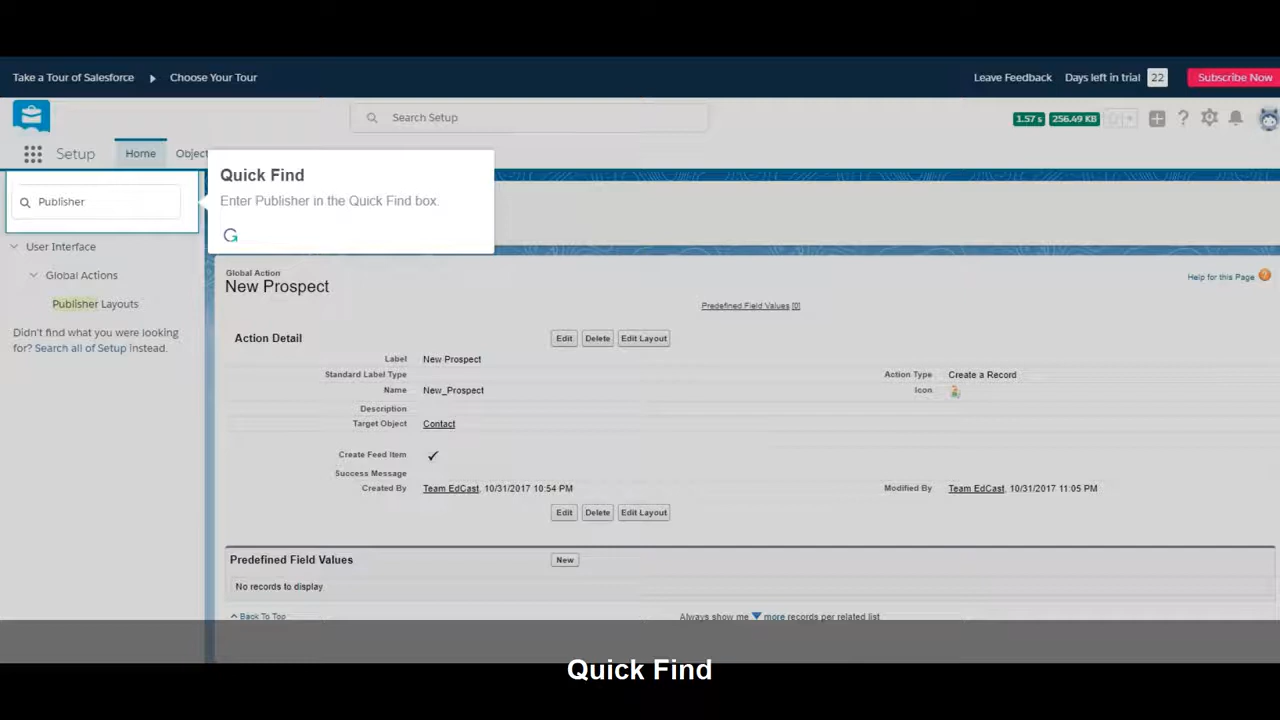 Take a Tour of Salesforce Choose Your Tour Leave Feedback Days left in trial 22 Subscribe Now
Search Setup 1.57 s 256.49 KB ?
Setup Home Object
Quick Find
Enter Publisher in the Quick Find box.
Publisher
User Interface
Global Actions
Publisher Layouts
Didn't find what you were looking
for? Search all of Setup instead.
Global Action
New Prospect
Help for this Page ?
Predefined Field Values [0]
Action Detail Edit Delete Edit Layout
Label New Prospect
Standard Label Type Action Type Create a Record
Name New_Prospect Icon
Description
Target Object Contact
Create Feed Item
Success Message
Created By Team EdCast, 10/31/2017 10:54 PM Modified By Team EdCast, 10/31/2017 11:05 PM
Edit Delete Edit Layout
Predefined Field Values New
No records to display
Back To Top Always show me more records per related list
Quick Find